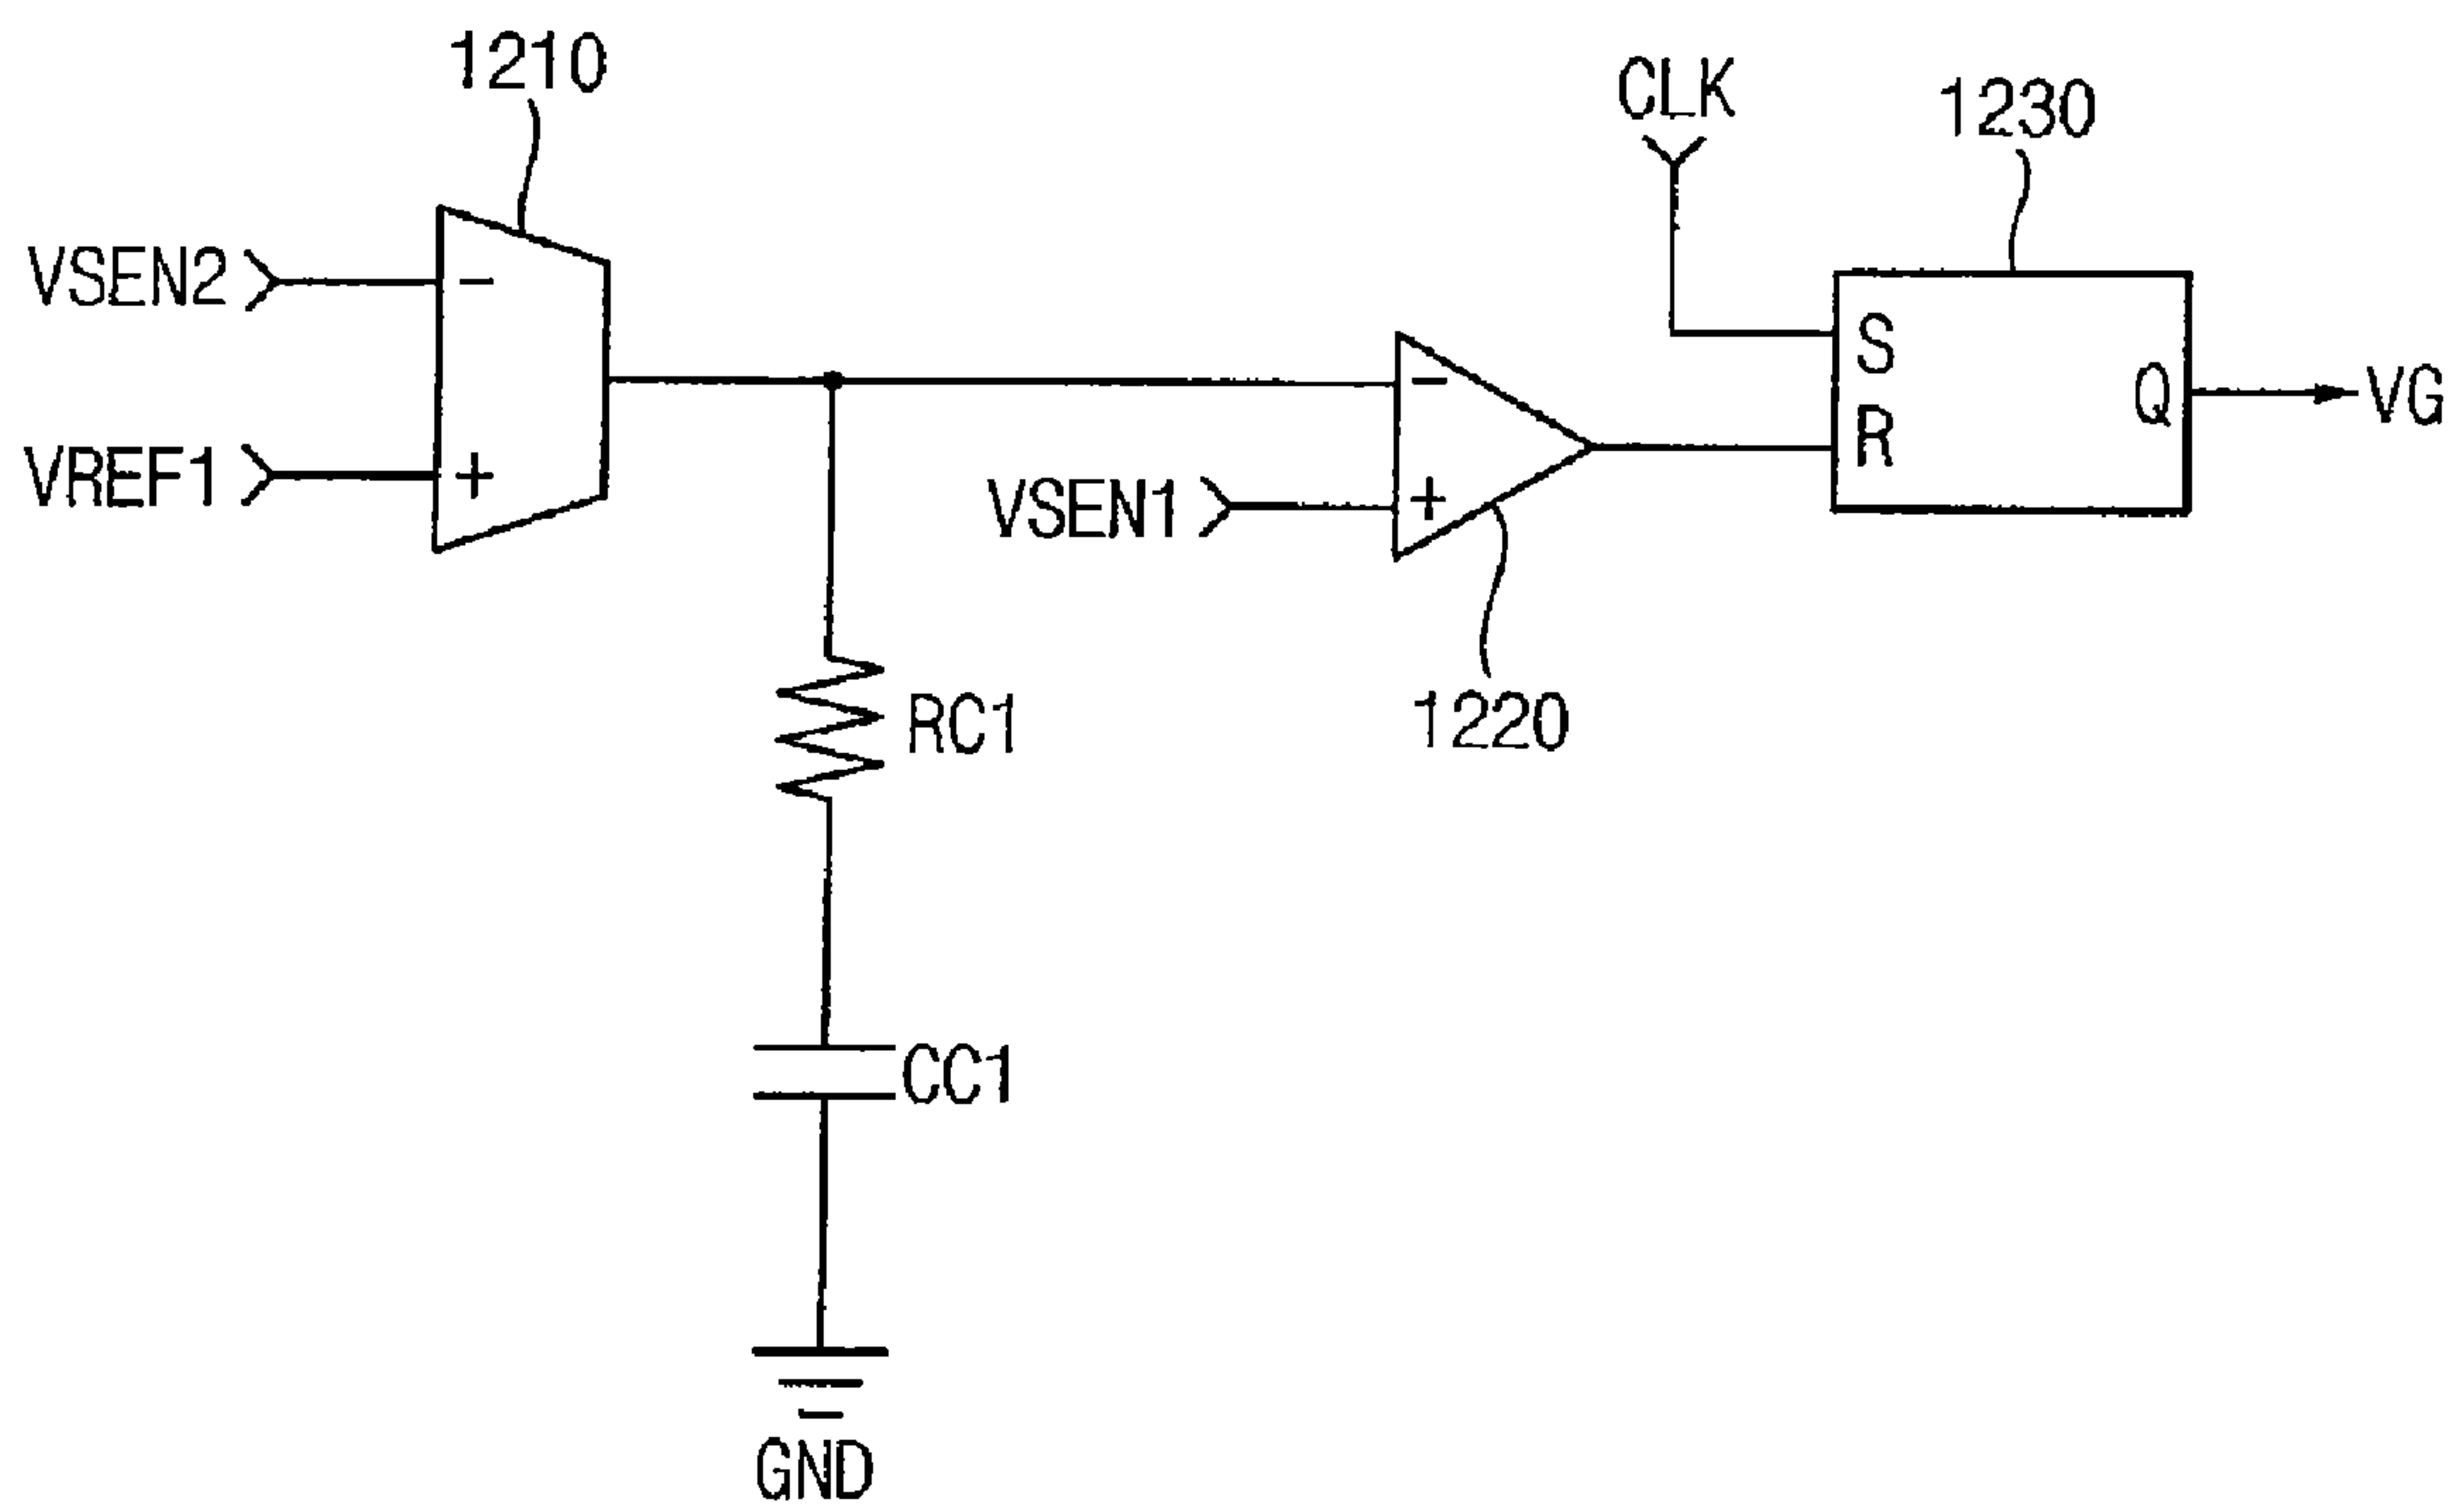 1210
CLK
1230
VSEN2
-
S
-
Q
VG
R
VREF1
+
VSEN1
+
RC1
1220
CC1
GND